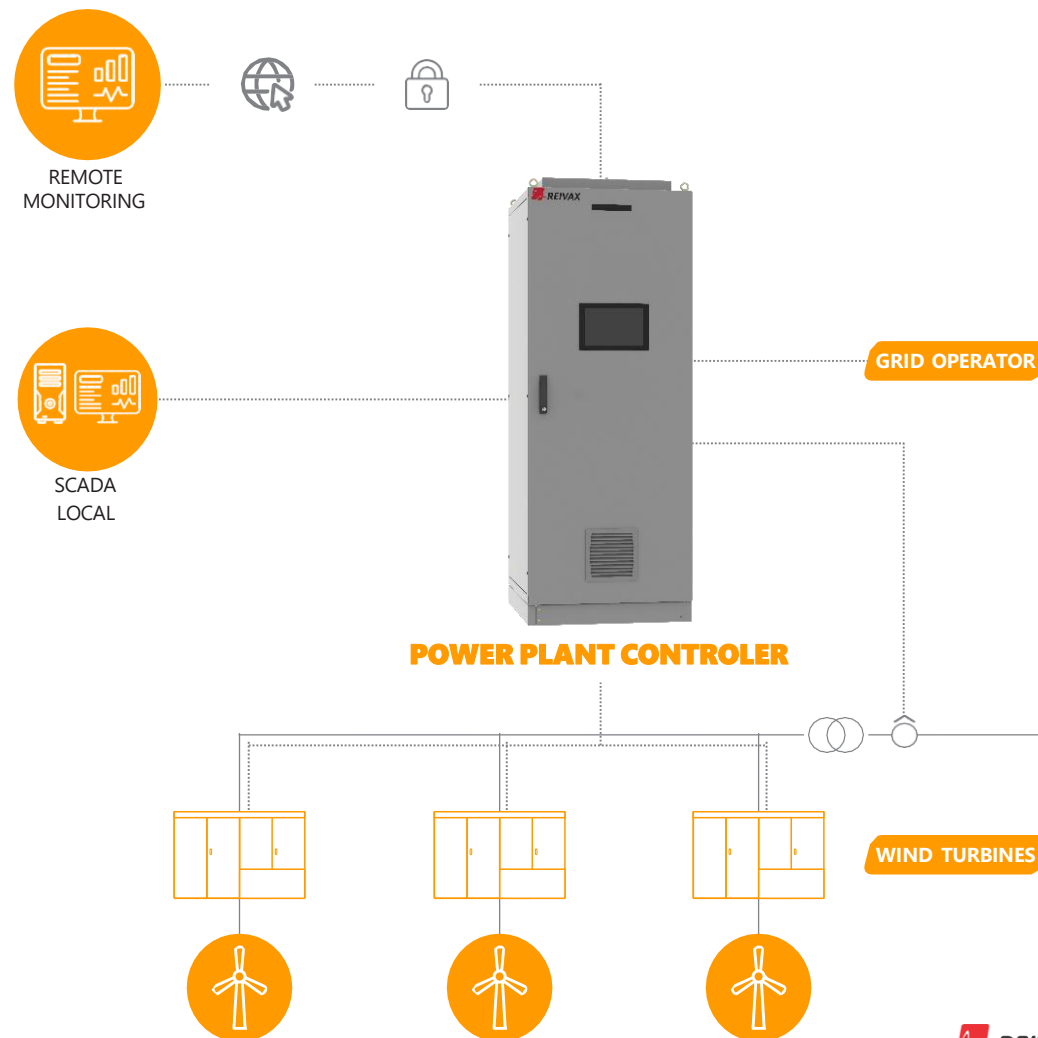 REMOTE
MONITORING
REIVAX
GRID OPERATOR
SCADA
LOCAL
POWER PLANT CONTROLER
WIND TURBINES